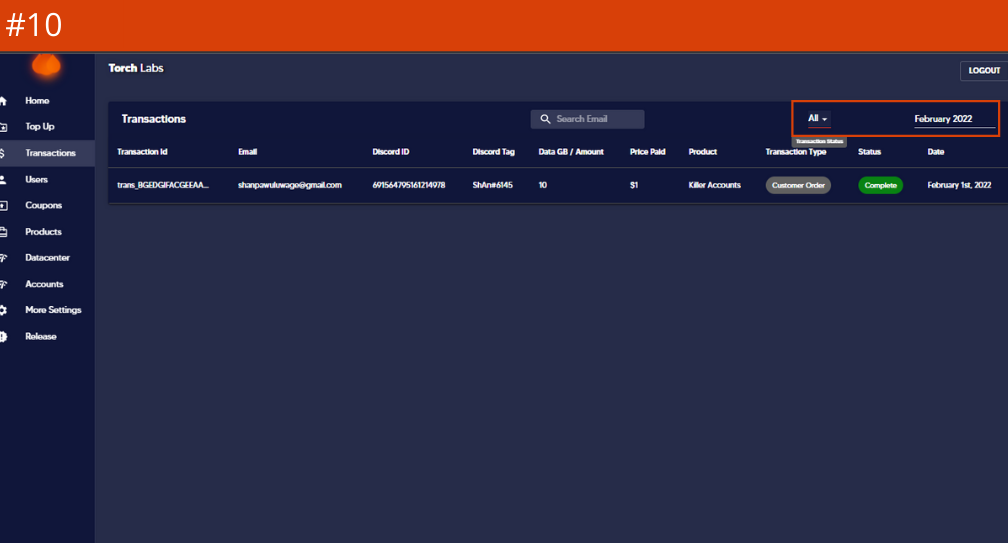 #10
Torch Labs
LOGOUT
Home
Top Up
Transactions
Users
Coupons
Products
Datacenter
Accounts
More Settings
Release
Transactions
Search Email
All
February 2022
Transaction Status
Transaction Id Email Discord ID Discord Tag Data GB / Amount Price Paid Product Transaction Type Status Date
trans_BGEDGIFACGEEAA... shanpawuluwage@gmail.com 691564795161214978 ShAn#6145 10 $1 Killer Accounts Customer Order Complete February 1st, 2022